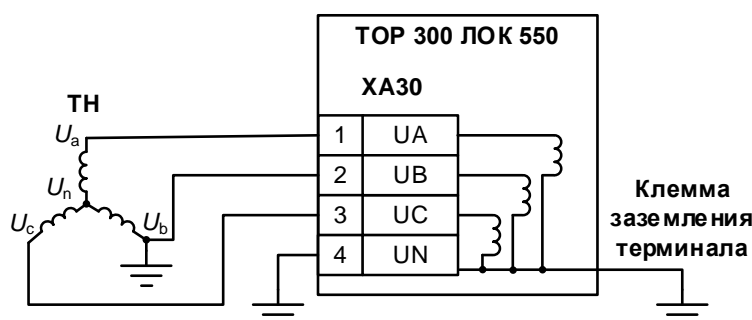 ТОР 300 ЛОК 550
XA30
ТН
Ua
1 UA
2 UB
Un
Uc
Ub
3 UC
4 UN
Клемма
заземления
терминала